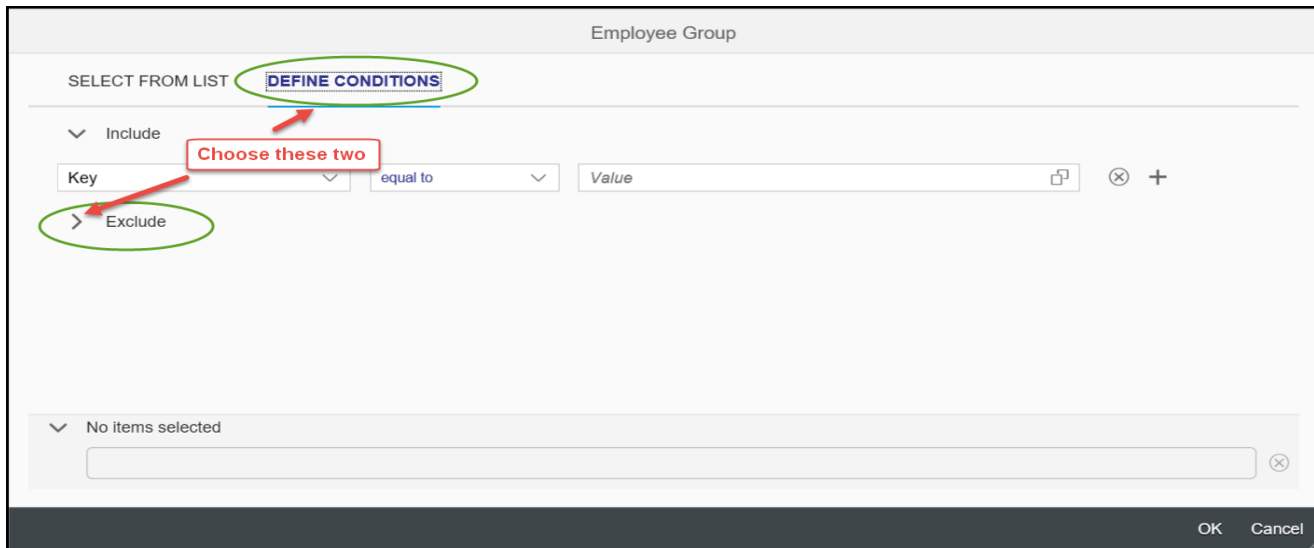 Employee Group
SELECT FROM LIST DEFINE CONDITIONS
Include
Choose these two
Key equal to Value
Exclude
No items selected
OK Cancel